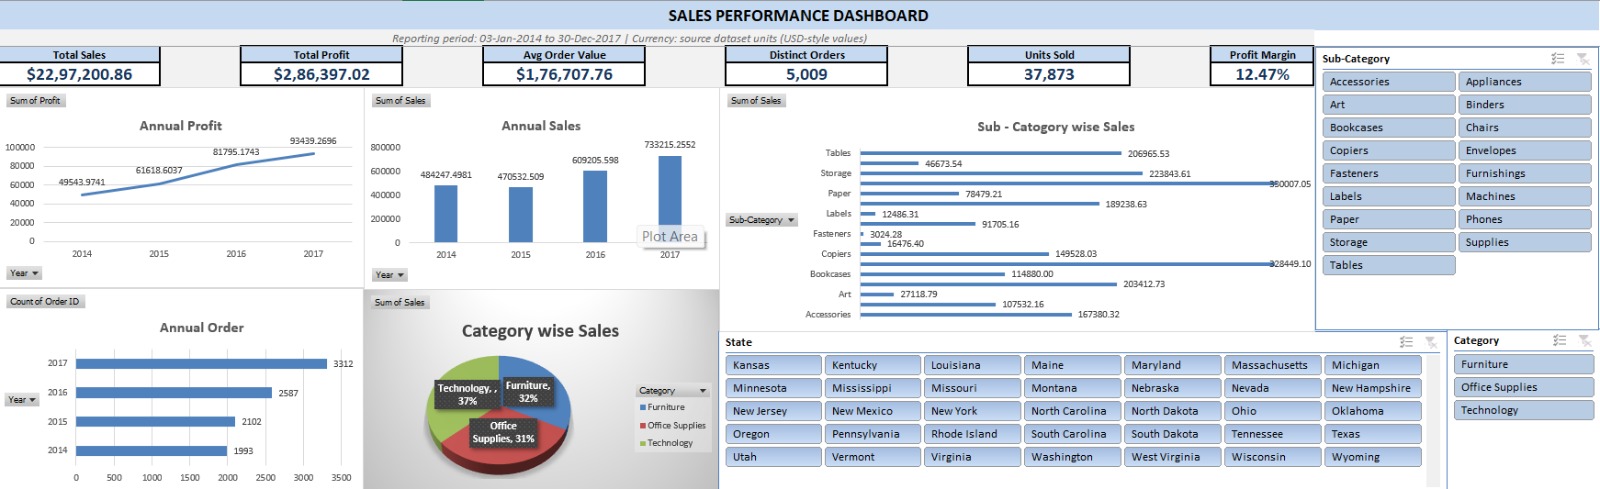 SALES PERFORMANCE DASHBOARD
Reporting period: 03-Jan-2014 to 30-Dec-2017 | Currency: source dataset units (USD-style values)
Total Sales
$22,97,200.86
Total Profit
$2,86,397.02
Avg Order Value
$1,76,707.76
Distinct Orders
5,009
Units Sold
37,873
Profit Margin
12.47%
Sum of Profit
Annual Profit
100000
80000
60000
40000
20000
0
49543.9741
61618.6037
81795.1743
93439.2696
2014 2015 2016 2017
Year
Sum of Sales
Annual Sales
800000
600000
400000
200000
0
484247.4981
470532.509
609205.598
733215.2552
Plot Area
2014 2015 2016 2017
Year
Sum of Sales
Sub - Catogory wise Sales
Sub-Category
Tables 206965.53
46673.54
Storage 223843.61
330007.05
Paper 78479.21
189238.63
Labels 12486.31
91705.16
Fasteners 3024.28
16476.40
Copiers 149528.03
328449.10
Bookcases 114880.00
203412.73
Art 27118.79
107532.16
Accessories 167380.32
Sub-Category
Accessories Appliances
Art Binders
Bookcases Chairs
Copiers Envelopes
Fasteners Furnishings
Labels Machines
Paper Phones
Storage Supplies
Tables
Count of Order ID
Annual Order
Year
2017 3312
2016 2587
2015 2102
2014 1993
0 500 1000 1500 2000 2500 3000 3500
Sum of Sales
Category wise Sales
Technology, , 37%
Furniture, 32%
Office Supplies, 31%
Category
Furniture
Office Supplies
Technology
State
Kansas Kentucky Louisiana Maine Maryland Massachusetts Michigan
Minnesota Mississippi Missouri Montana Nebraska Nevada New Hampshire
New Jersey New Mexico New York North Carolina North Dakota Ohio Oklahoma
Oregon Pennsylvania Rhode Island South Carolina South Dakota Tennessee Texas
Utah Vermont Virginia Washington West Virginia Wisconsin Wyoming
Category
Furniture
Office Supplies
Technology